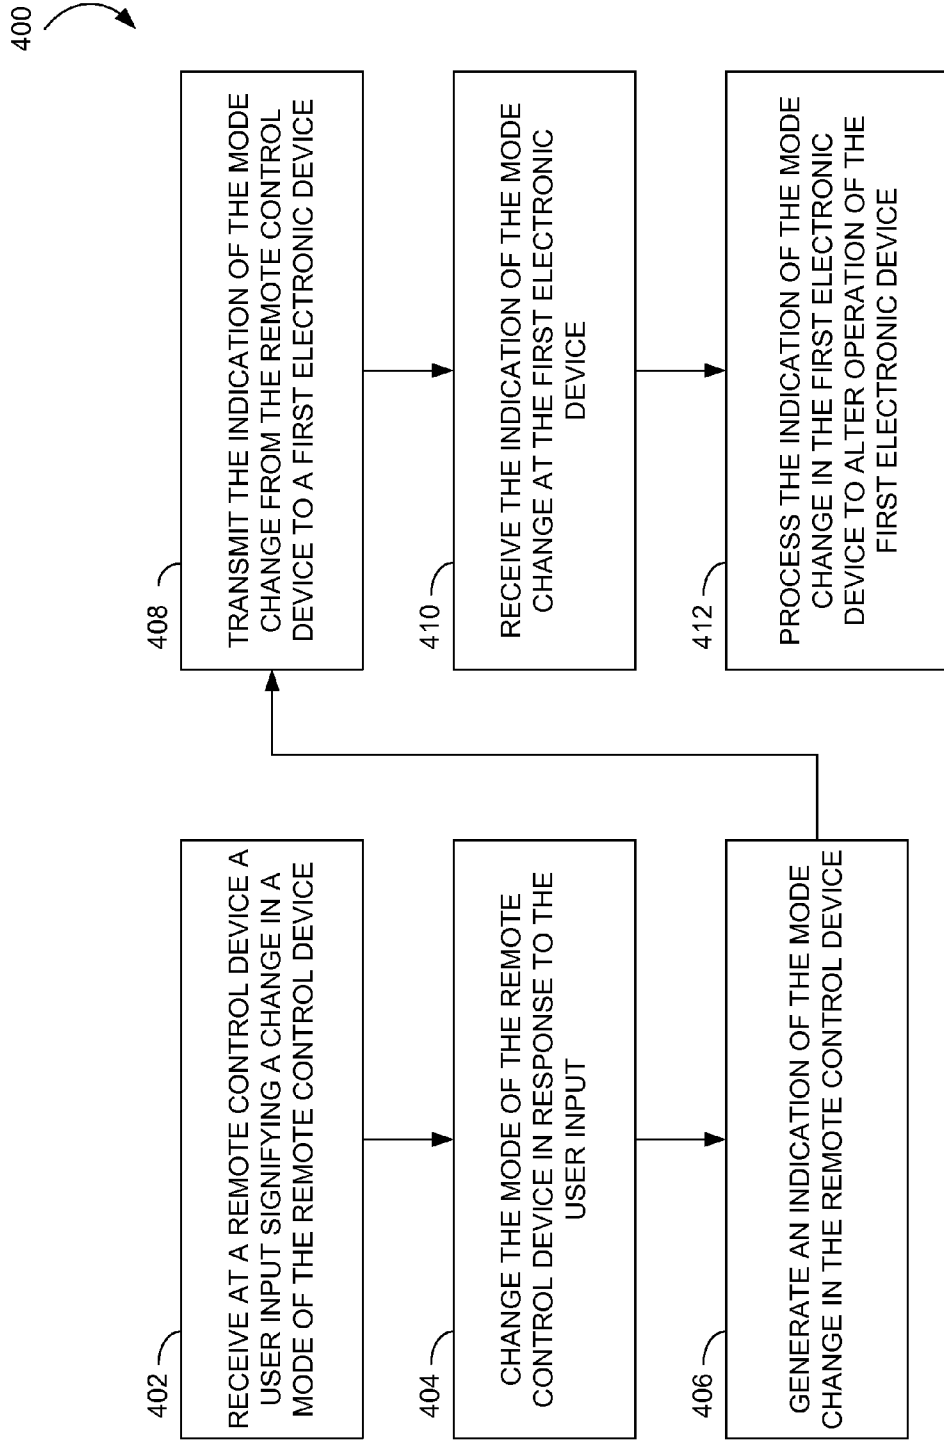 400
402
RECEIVE AT A REMOTE CONTROL DEVICE A
USER INPUT SIGNIFYING A CHANGE IN A
MODE OF THE REMOTE CONTROL DEVICE
404
CHANGE THE MODE OF THE REMOTE
CONTROL DEVICE IN RESPONSE TO THE
USER INPUT
406
GENERATE AN INDICATION OF THE MODE
CHANGE IN THE REMOTE CONTROL DEVICE
408
TRANSMIT THE INDICATION OF THE MODE
CHANGE FROM THE REMOTE CONTROL
DEVICE TO A FIRST ELECTRONIC DEVICE
410
RECEIVE THE INDICATION OF THE MODE
CHANGE AT THE FIRST ELECTRONIC
DEVICE
412
PROCESS THE INDICATION OF THE MODE
CHANGE IN THE FIRST ELECTRONIC
DEVICE TO ALTER OPERATION OF THE
FIRST ELECTRONIC DEVICE